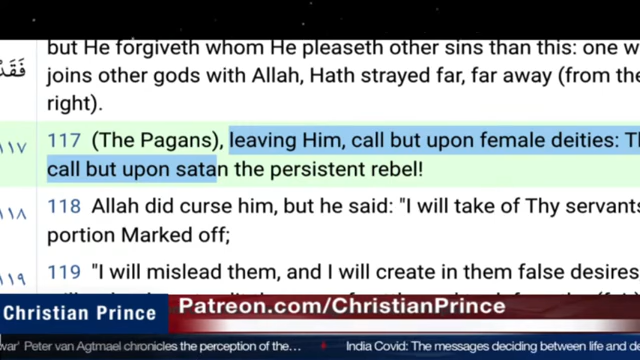 but He forgiveth whom He pleaseth other sins than this: one w
joins other gods with Allah, Hath strayed far, far away (from the
right).
117 (The Pagans), leaving Him, call but upon female deities: Th
call but upon satan the persistent rebel!
١١٧
118 Allah did curse him, but he said: "I will take of Thy servants
portion Marked off;
١١٨
119 "I will mislead them, and I will create in them false desires
١١٩
Christian Prince
Patreon.com/ChristianPrince
war' Peter van Agtmael chronicles the perception of the...
India Covid: The messages deciding between life and de